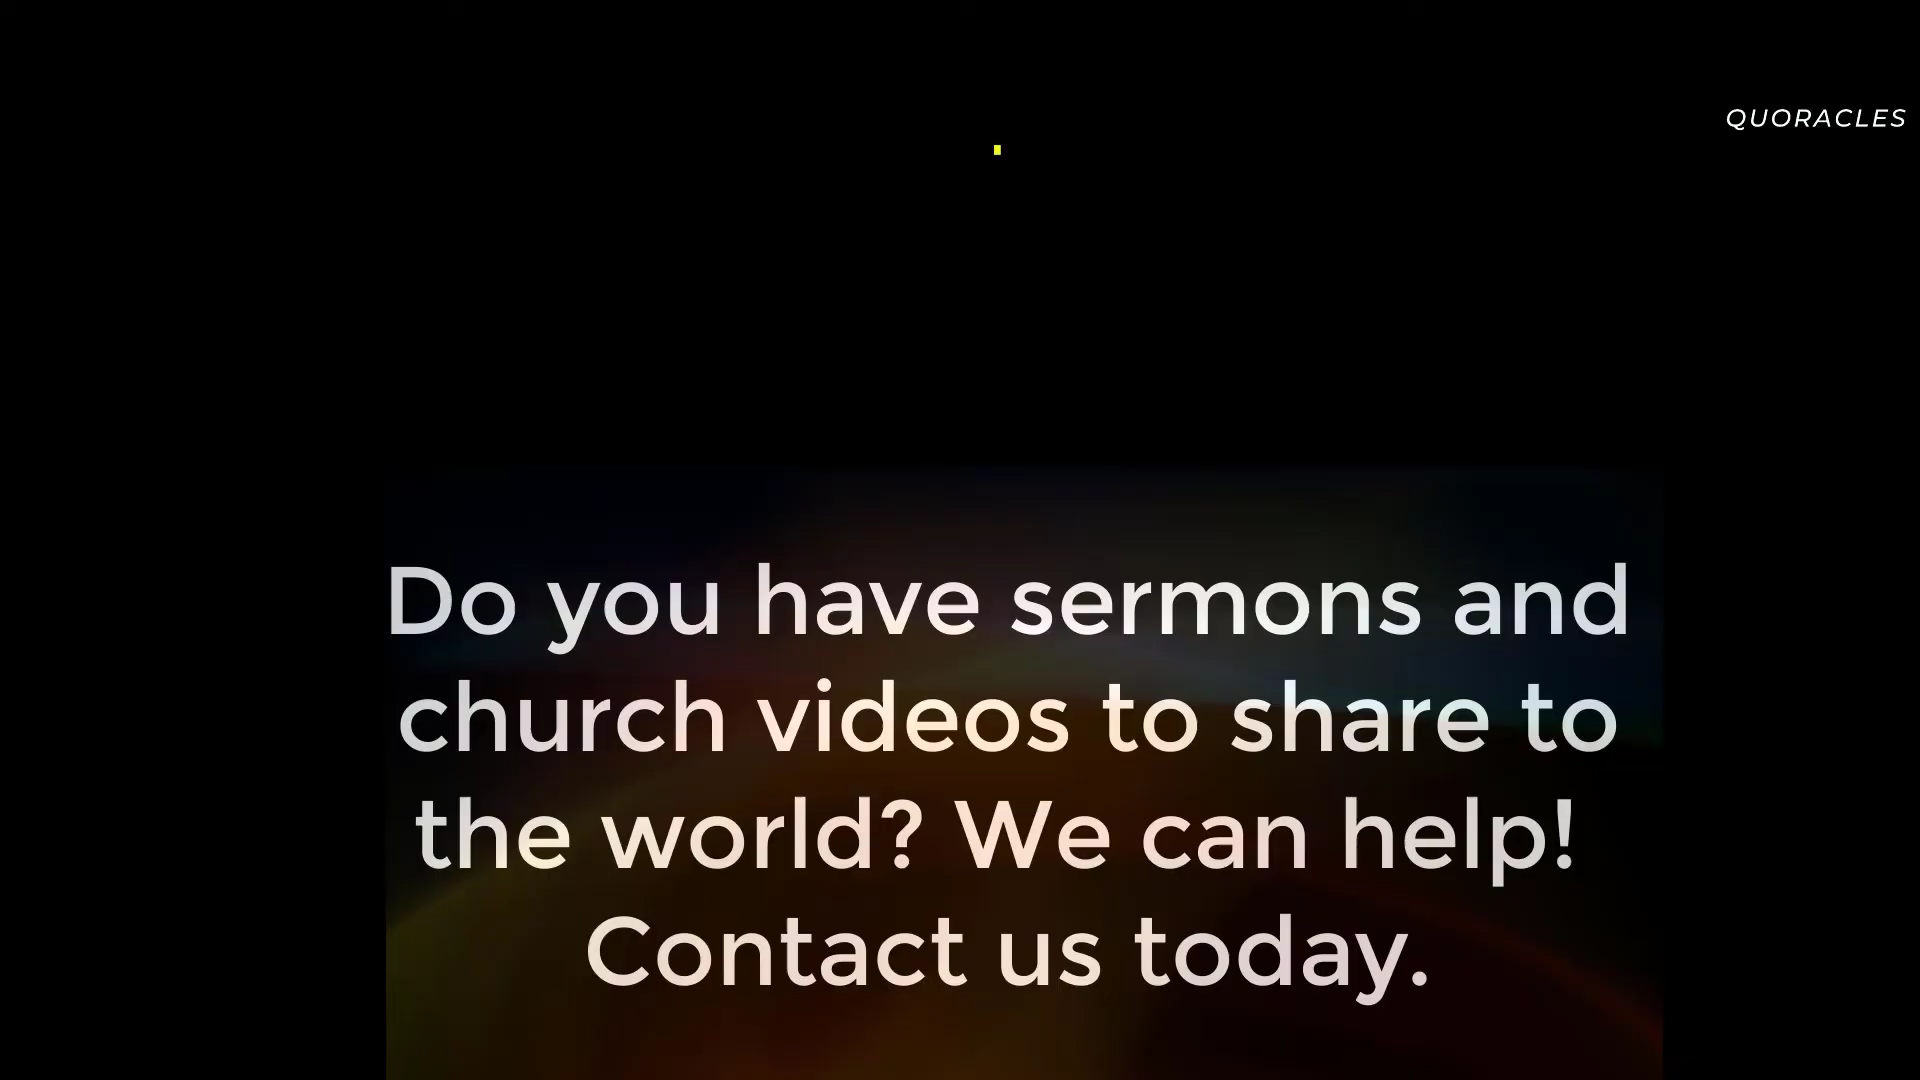 QUORACLES
Do you have sermons and
church videos to share to
the world? We can help!
Contact us today.